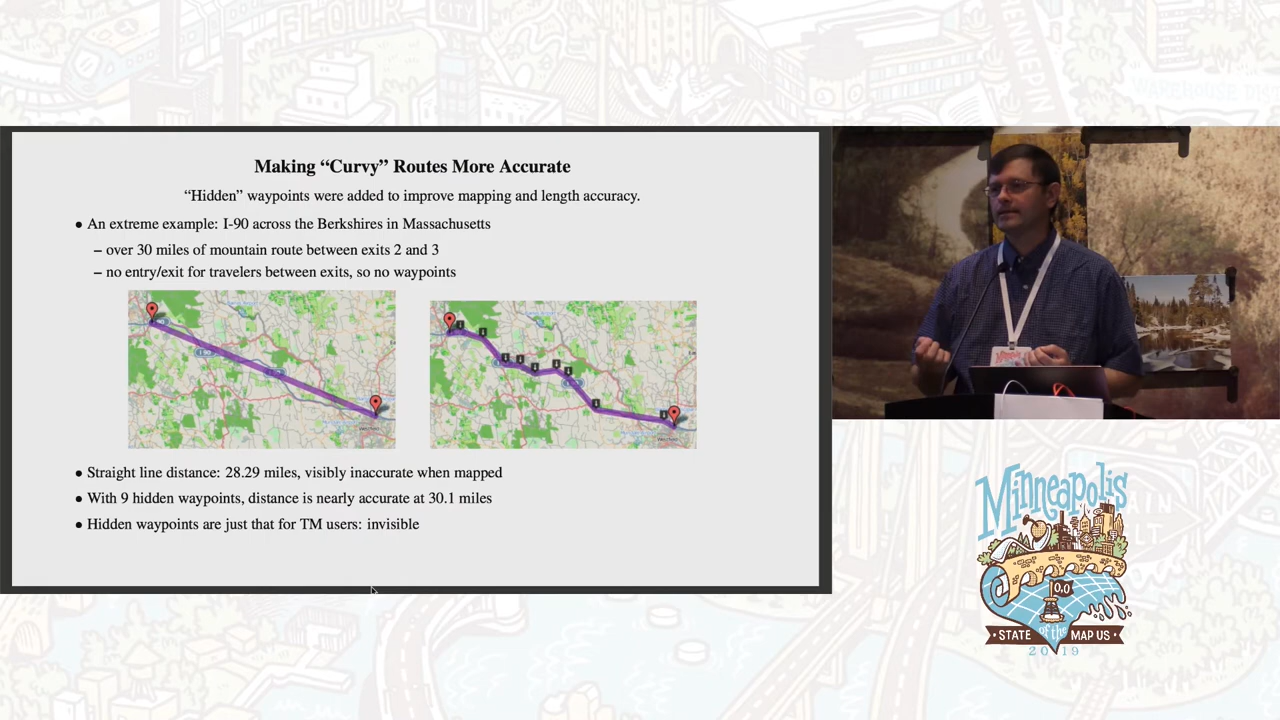 Making “Curvy” Routes More Accurate
“Hidden” waypoints were added to improve mapping and length accuracy.
• An extreme example: I-90 across the Berkshires in Massachusetts
– over 30 miles of mountain route between exits 2 and 3
– no entry/exit for travelers between exits, so no waypoints
• Straight line distance: 28.29 miles, visibly inaccurate when mapped
• With 9 hidden waypoints, distance is nearly accurate at 30.1 miles
• Hidden waypoints are just that for TM users: invisible
Minneapolis
STATE of the MAP US
2019
CITY